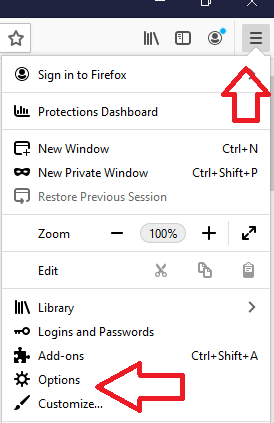 Sign in to Firefox
Protections Dashboard
New Window Ctrl+N
New Private Window Ctrl+Shift+P
Restore Previous Session
Zoom 100%
Edit
Library
Logins and Passwords
Add-ons Ctrl+Shift+A
Options
Customize...